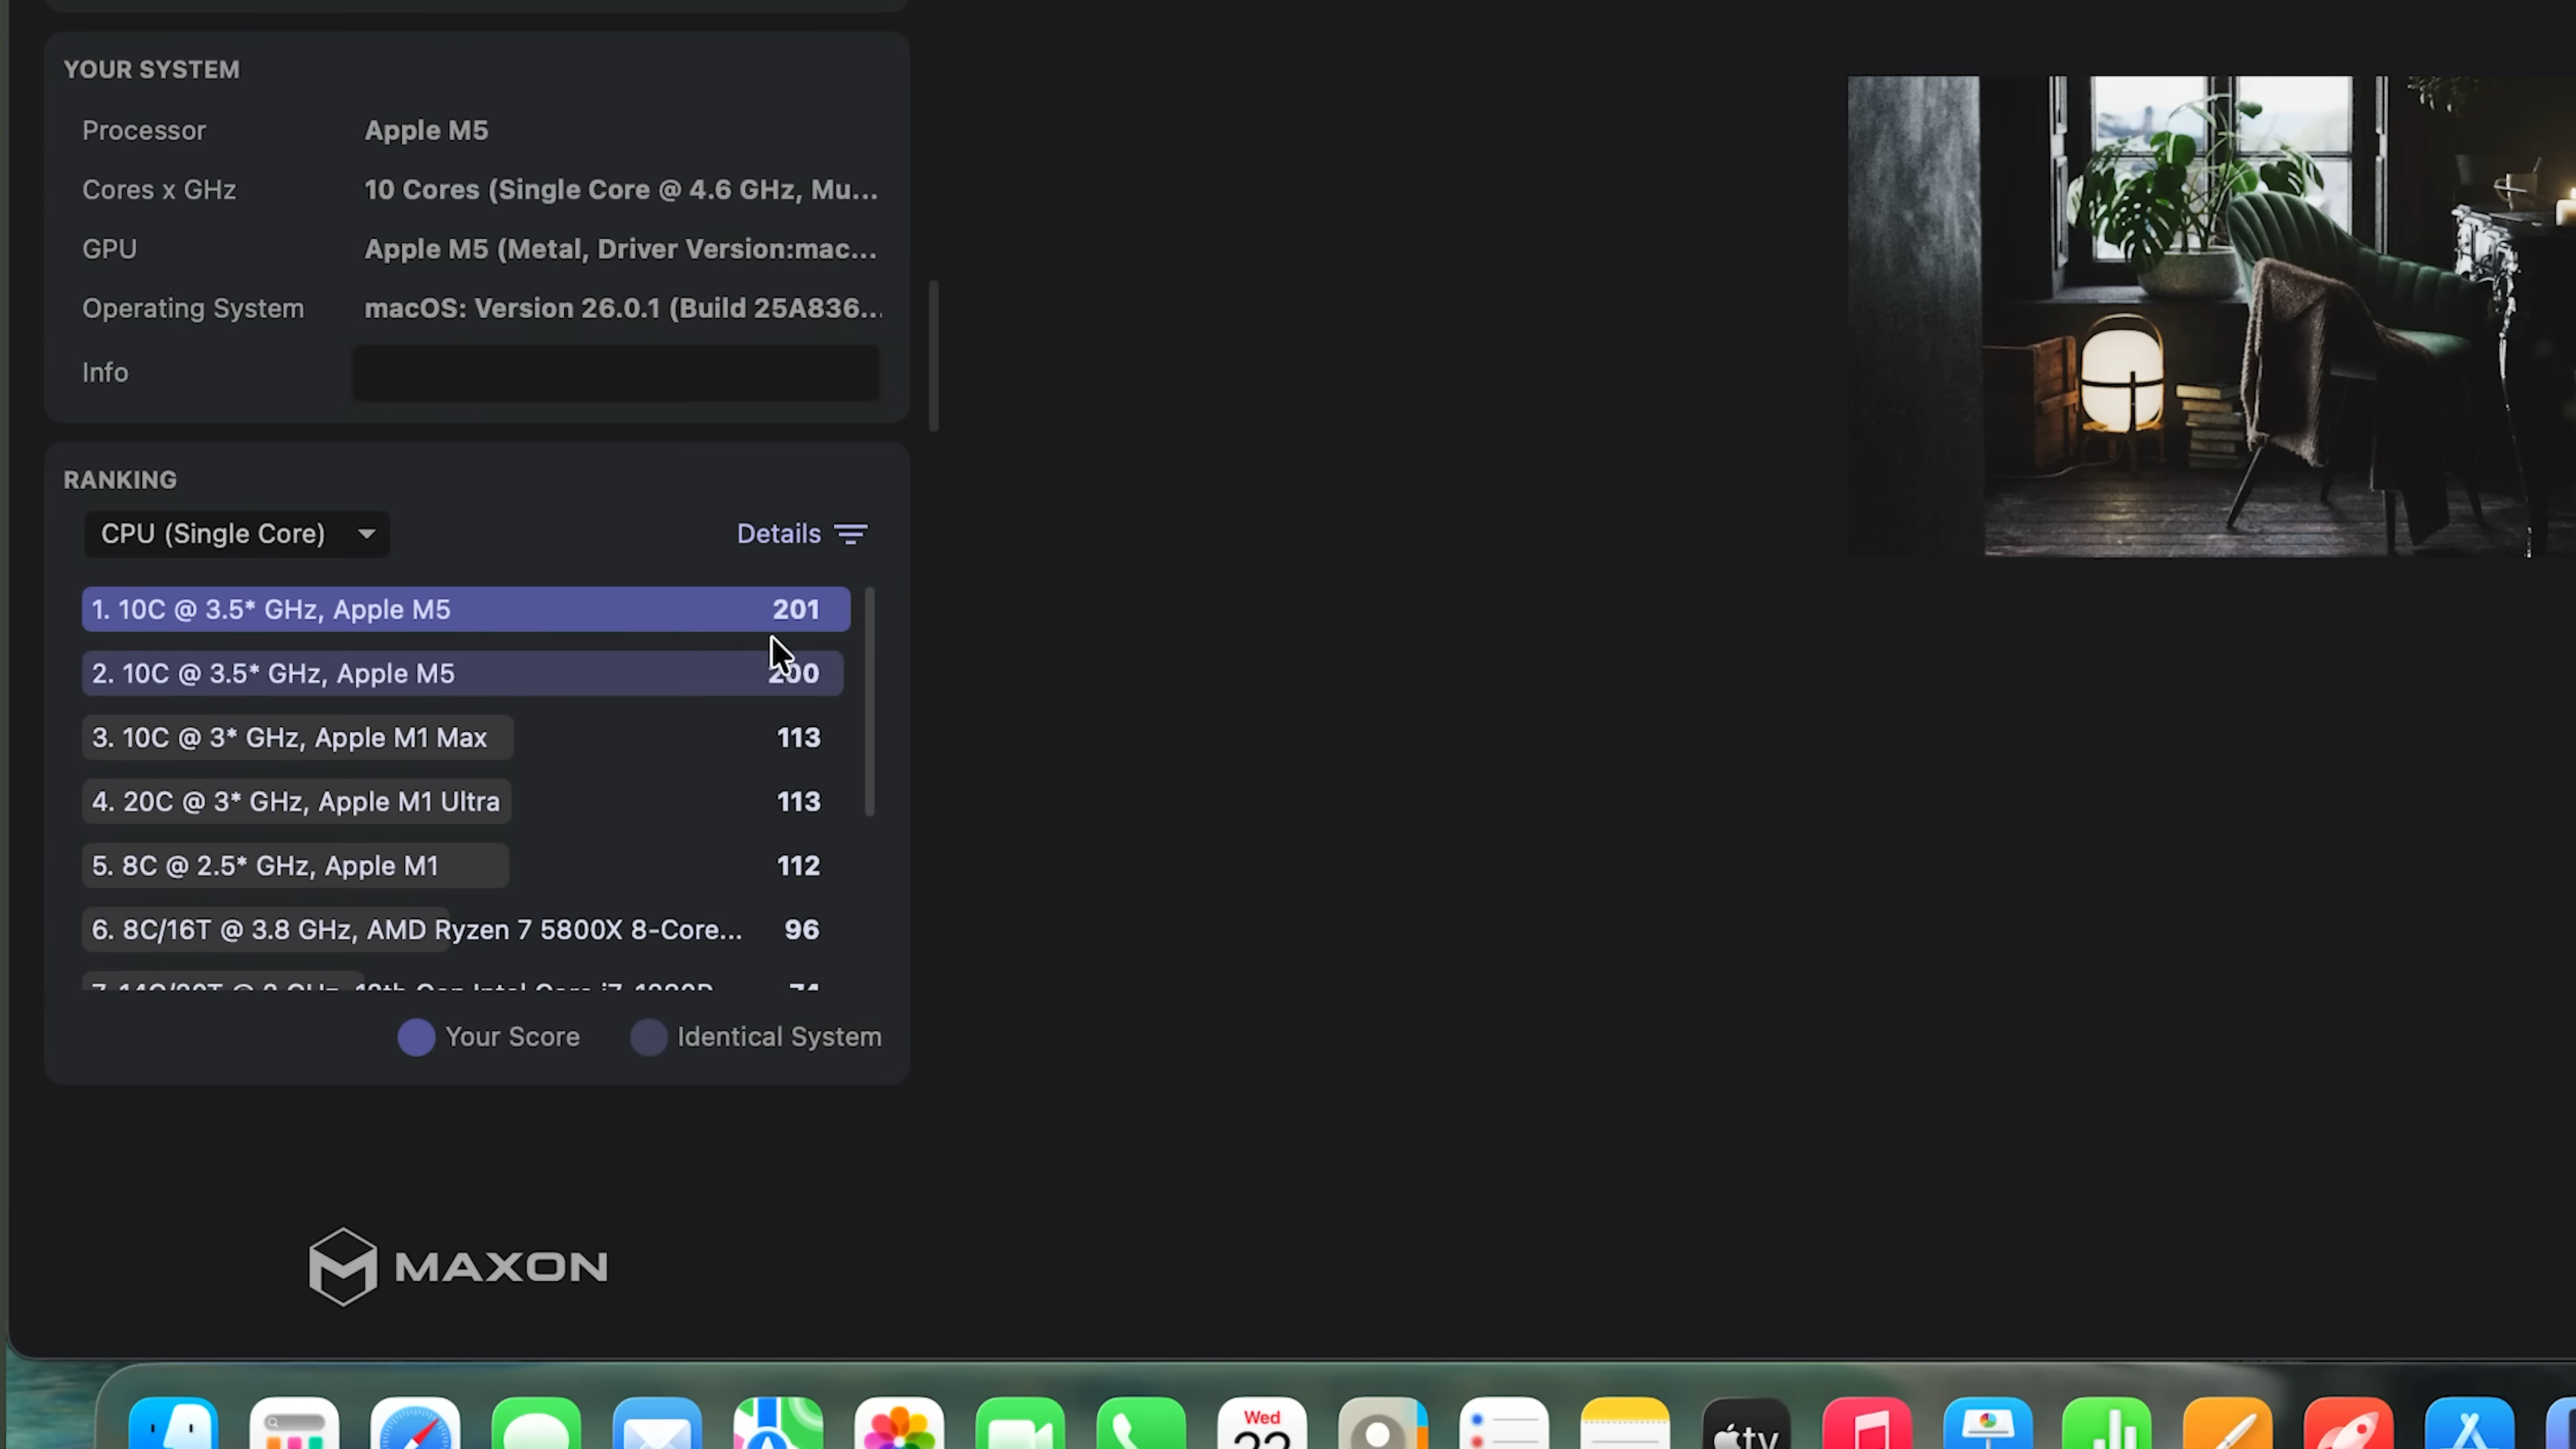 YOUR SYSTEM
Processor Apple M5
Cores x GHz 10 Cores (Single Core @ 4.6 GHz, Mu...
GPU Apple M5 (Metal, Driver Version:mac...
Operating System macOS: Version 26.0.1 (Build 25A836...
Info
RANKING
CPU (Single Core) Details
1. 10C @ 3.5* GHz, Apple M5 201
2. 10C @ 3.5* GHz, Apple M5 200
3. 10C @ 3* GHz, Apple M1 Max 113
4. 20C @ 3* GHz, Apple M1 Ultra 113
5. 8C @ 2.5* GHz, Apple M1 112
6. 8C/16T @ 3.8 GHz, AMD Ryzen 7 5800X 8-Core... 96
Your Score Identical System
MAXON
Wed
tv